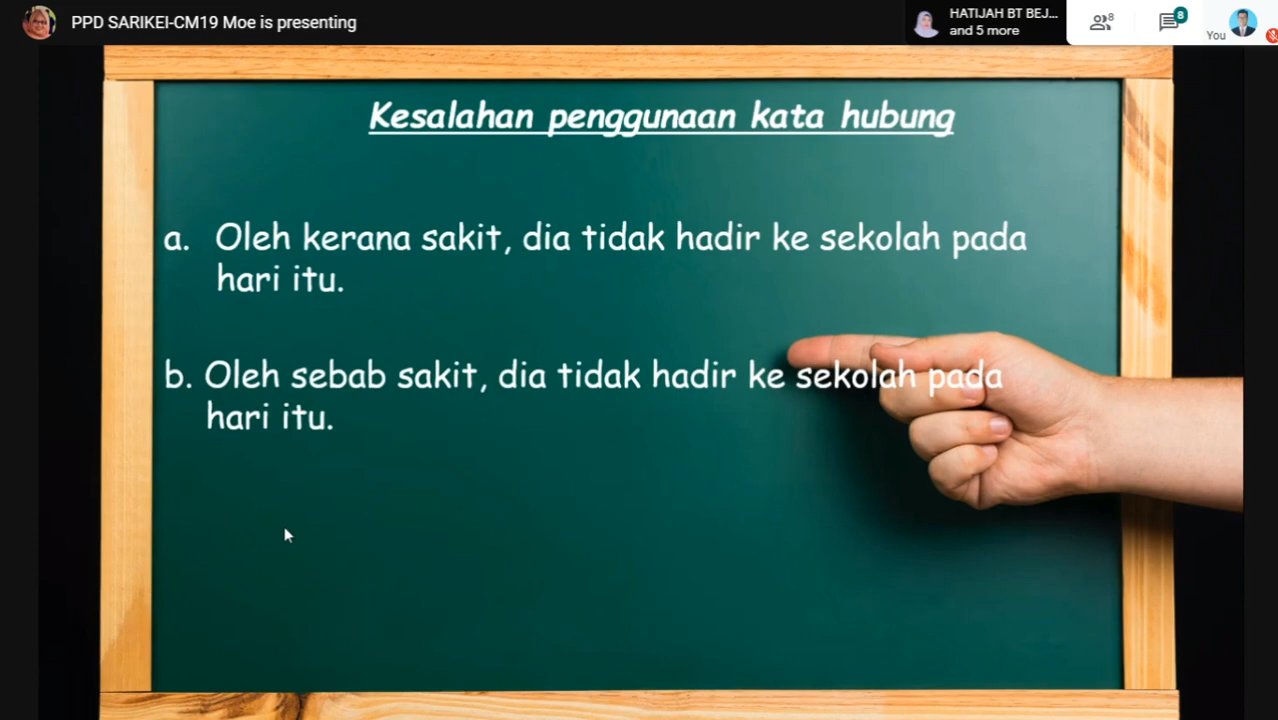 PPD SARIKEI-CM19 Moe is presenting
HATIJAH BT BEJ...
and 5 more
8
8
You
Kesalahan penggunaan kata hubung
a. Oleh kerana sakit, dia tidak hadir ke sekolah pada
hari itu.
b. Oleh sebab sakit, dia tidak hadir ke sekolah pada
hari itu.